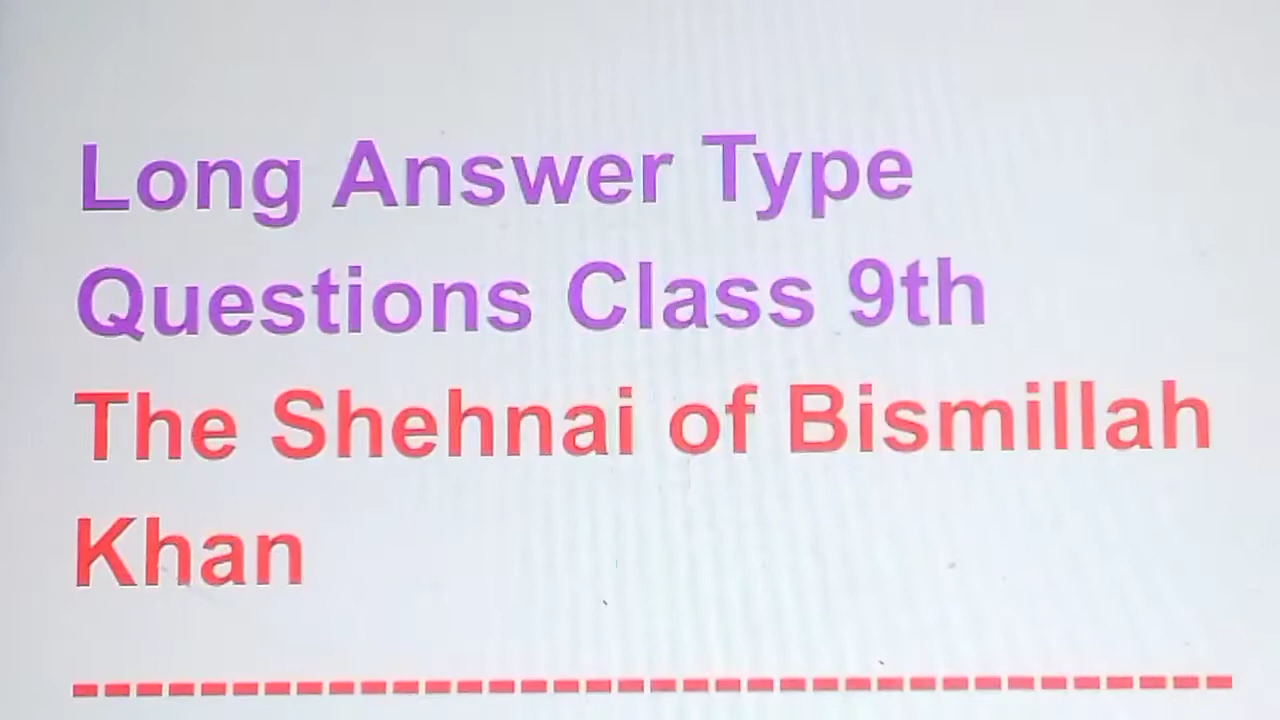 Long Answer Type
Questions Class 9th
The Shehnai of Bismillah
Khan